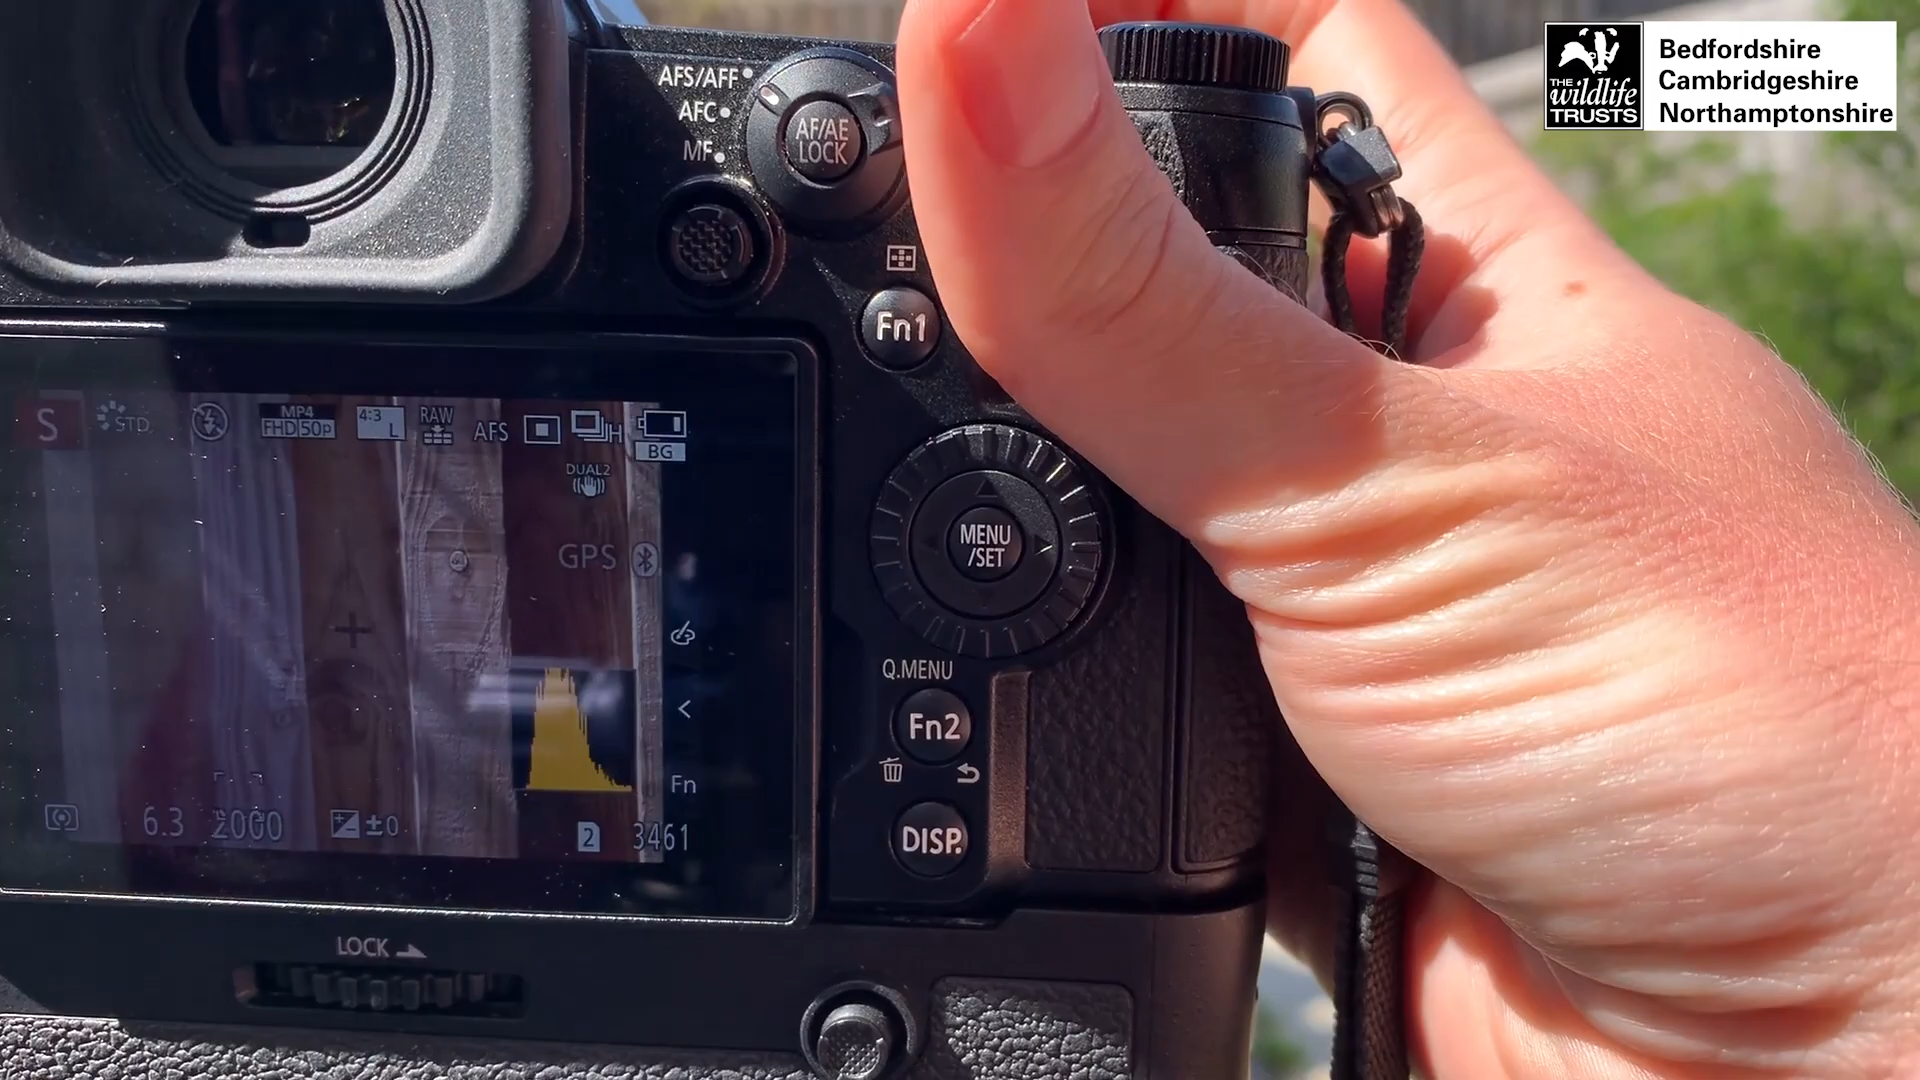 THE
wildlife
TRUSTS
Bedfordshire
Cambridgeshire
Northamptonshire
AFS/AFF
AFC
MF
AF/AE
LOCK
Fn1
S
STD.
MP4
FHD 50p
4:3
L
RAW
AFS
H
BG
DUAL2
GPS
MENU
/SET
Q.MENU
Fn2
Fn
DISP.
6.3
2000
±0
2
3461
LOCK